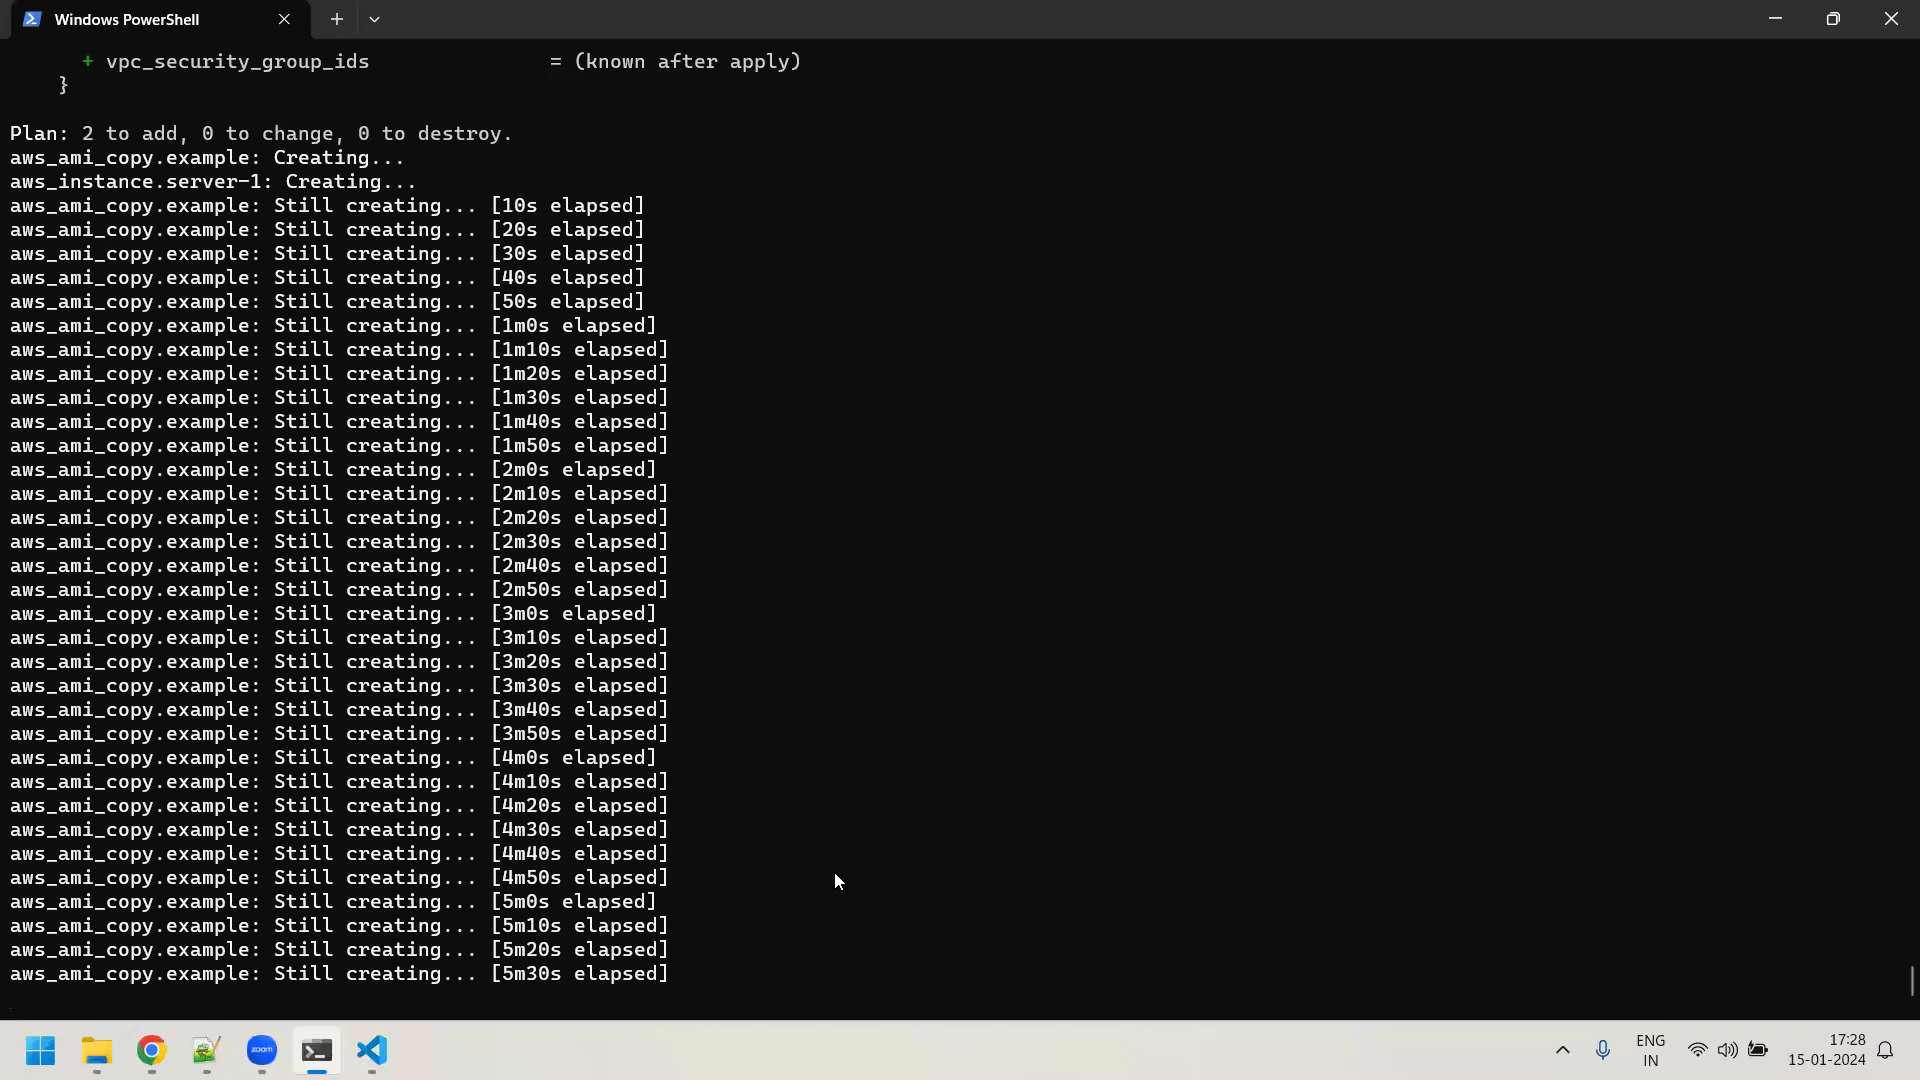 Windows PowerShell
+ vpc_security_group_ids = (known after apply)
}
Plan: 2 to add, 0 to change, 0 to destroy.
aws_ami_copy.example: Creating...
aws_instance.server-1: Creating...
aws_ami_copy.example: Still creating... [10s elapsed]
aws_ami_copy.example: Still creating... [20s elapsed]
aws_ami_copy.example: Still creating... [30s elapsed]
aws_ami_copy.example: Still creating... [40s elapsed]
aws_ami_copy.example: Still creating... [50s elapsed]
aws_ami_copy.example: Still creating... [1m0s elapsed]
aws_ami_copy.example: Still creating... [1m10s elapsed]
aws_ami_copy.example: Still creating... [1m20s elapsed]
aws_ami_copy.example: Still creating... [1m30s elapsed]
aws_ami_copy.example: Still creating... [1m40s elapsed]
aws_ami_copy.example: Still creating... [1m50s elapsed]
aws_ami_copy.example: Still creating... [2m0s elapsed]
aws_ami_copy.example: Still creating... [2m10s elapsed]
aws_ami_copy.example: Still creating... [2m20s elapsed]
aws_ami_copy.example: Still creating... [2m30s elapsed]
aws_ami_copy.example: Still creating... [2m40s elapsed]
aws_ami_copy.example: Still creating... [2m50s elapsed]
aws_ami_copy.example: Still creating... [3m0s elapsed]
aws_ami_copy.example: Still creating... [3m10s elapsed]
aws_ami_copy.example: Still creating... [3m20s elapsed]
aws_ami_copy.example: Still creating... [3m30s elapsed]
aws_ami_copy.example: Still creating... [3m40s elapsed]
aws_ami_copy.example: Still creating... [3m50s elapsed]
aws_ami_copy.example: Still creating... [4m0s elapsed]
aws_ami_copy.example: Still creating... [4m10s elapsed]
aws_ami_copy.example: Still creating... [4m20s elapsed]
aws_ami_copy.example: Still creating... [4m30s elapsed]
aws_ami_copy.example: Still creating... [4m40s elapsed]
aws_ami_copy.example: Still creating... [4m50s elapsed]
aws_ami_copy.example: Still creating... [5m0s elapsed]
aws_ami_copy.example: Still creating... [5m10s elapsed]
aws_ami_copy.example: Still creating... [5m20s elapsed]
aws_ami_copy.example: Still creating... [5m30s elapsed]
zoom
ENG
IN
17:28
15-01-2024